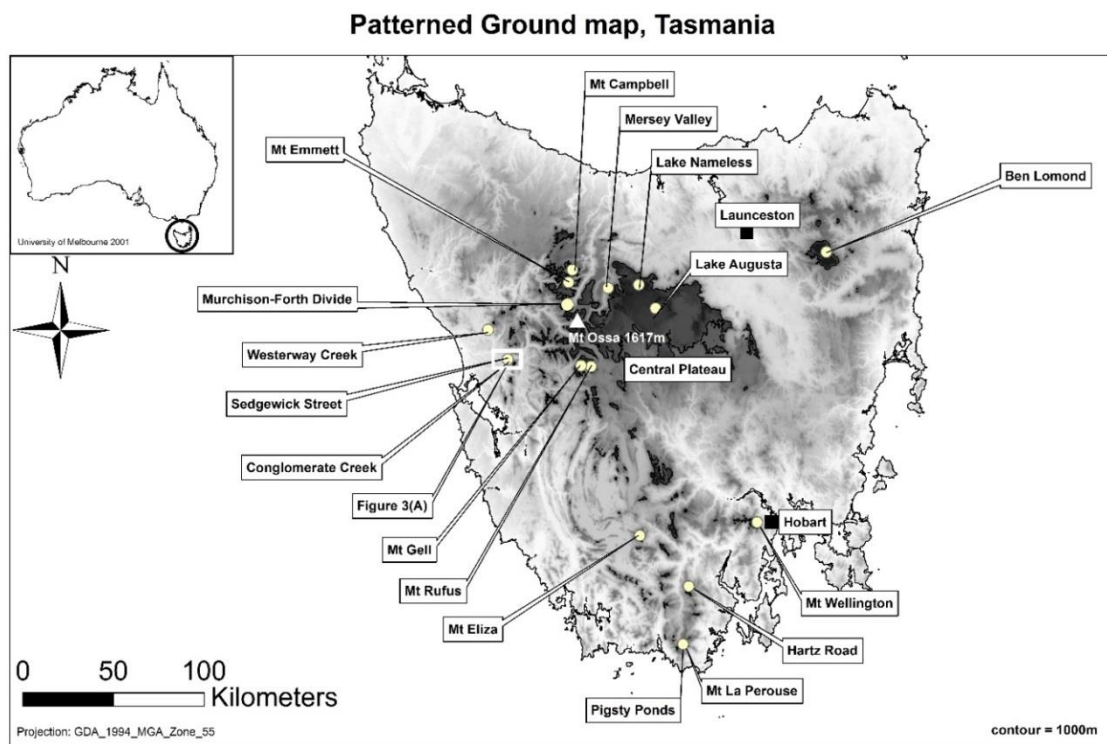 Patterned Ground map, Tasmania
University of Melbourne 2001
N
Mt Campbell
Mersey Valley
Mt Emmett
Lake Nameless
Ben Lomond
Launceston
Lake Augusta
Murchison-Forth Divide
Mt Ossa 1617m
Westerway Creek
Central Plateau
Sedgewick Street
Conglomerate Creek
Figure 3(A)
Hobart
Mt Gell
Mt Rufus
Mt Wellington
Mt Eliza
Hartz Road
Mt La Perouse
Pigsty Ponds
0 50 100
Kilometers
Projection: GDA_1994_MGA_Zone_55
contour = 1000m